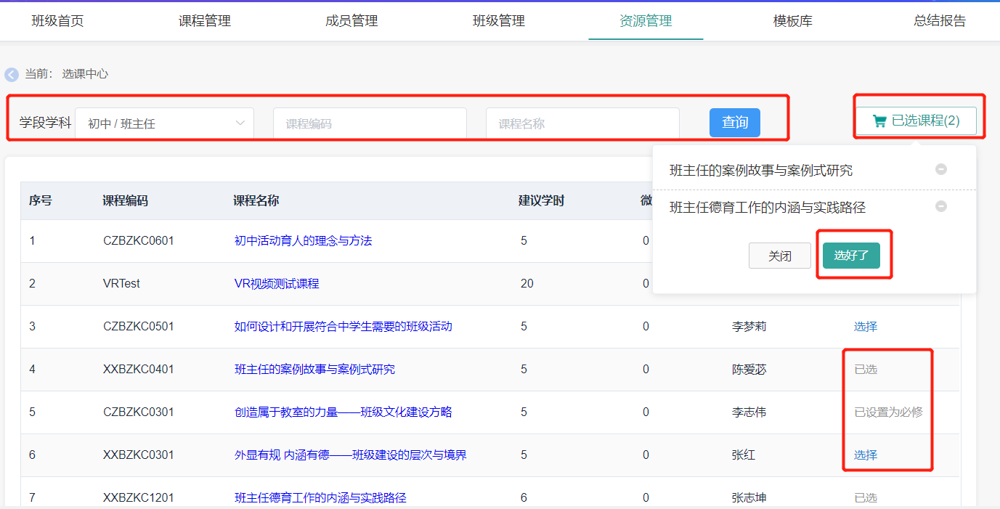 班级首页 课程管理 成员管理 班级管理 资源管理 模板库 总结报告
当前： 选课中心
学段学科 初中 / 班主任 课程编码 课程名称 查询 已选课程(2)
班主任的案例故事与案例式研究
班主任德育工作的内涵与实践路径
关闭 选好了
序号 课程编码 课程名称 建议学时 微
1 CZBZKC0601 初中活动育人的理念与方法 5 0
2 VRTest VR视频测试课程 20 0
3 CZBZKC0501 如何设计和开展符合中学生需要的班级活动 5 0 李梦莉 选择
4 XXBZKC0401 班主任的案例故事与案例式研究 5 0 陈爱苾 已选
5 CZBZKC0301 创造属于教室的力量——班级文化建设方略 5 0 李志伟 已设置为必修
6 XXBZKC0301 外显有规 内涵有德——班级建设的层次与境界 5 0 张红 选择
7 XXBZKC1201 班主任德育工作的内涵与实践路径 6 0 张志坤 已选